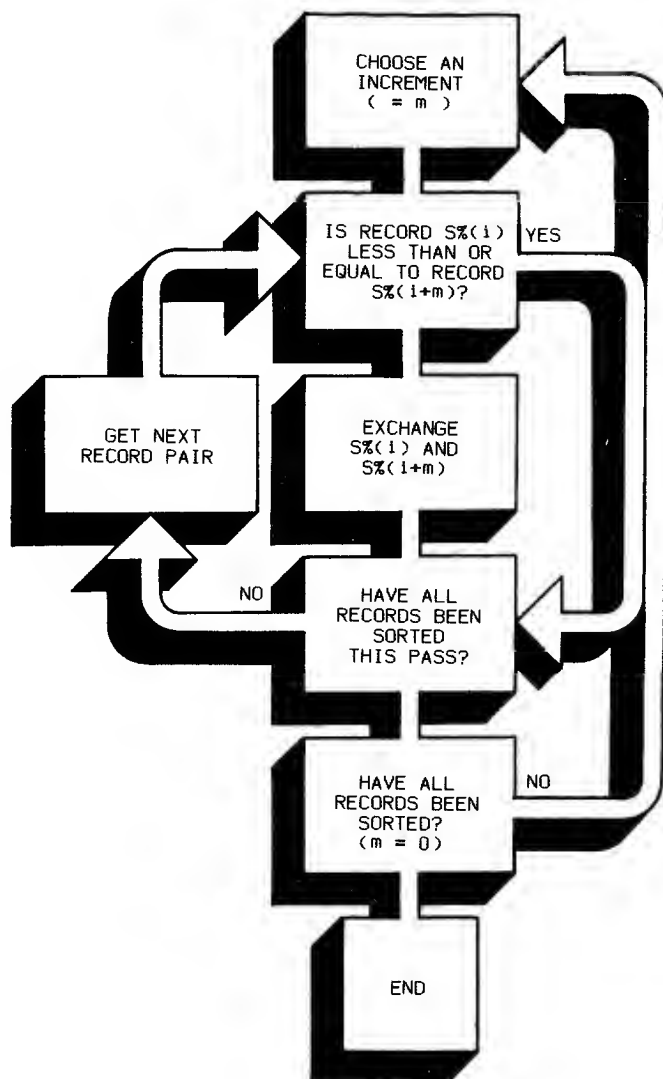 CHOOSE AN
INCREMENT
( = m )
IS RECORD S%(i)
LESS THAN OR
EQUAL TO RECORD
S%(i+m)?
YES
GET NEXT
RECORD PAIR
EXCHANGE
S%(i) AND
S%(i+m)
NO
HAVE ALL
RECORDS BEEN
SORTED
THIS PASS?
HAVE ALL
RECORDS BEEN
SORTED?
(m = 0)
NO
END